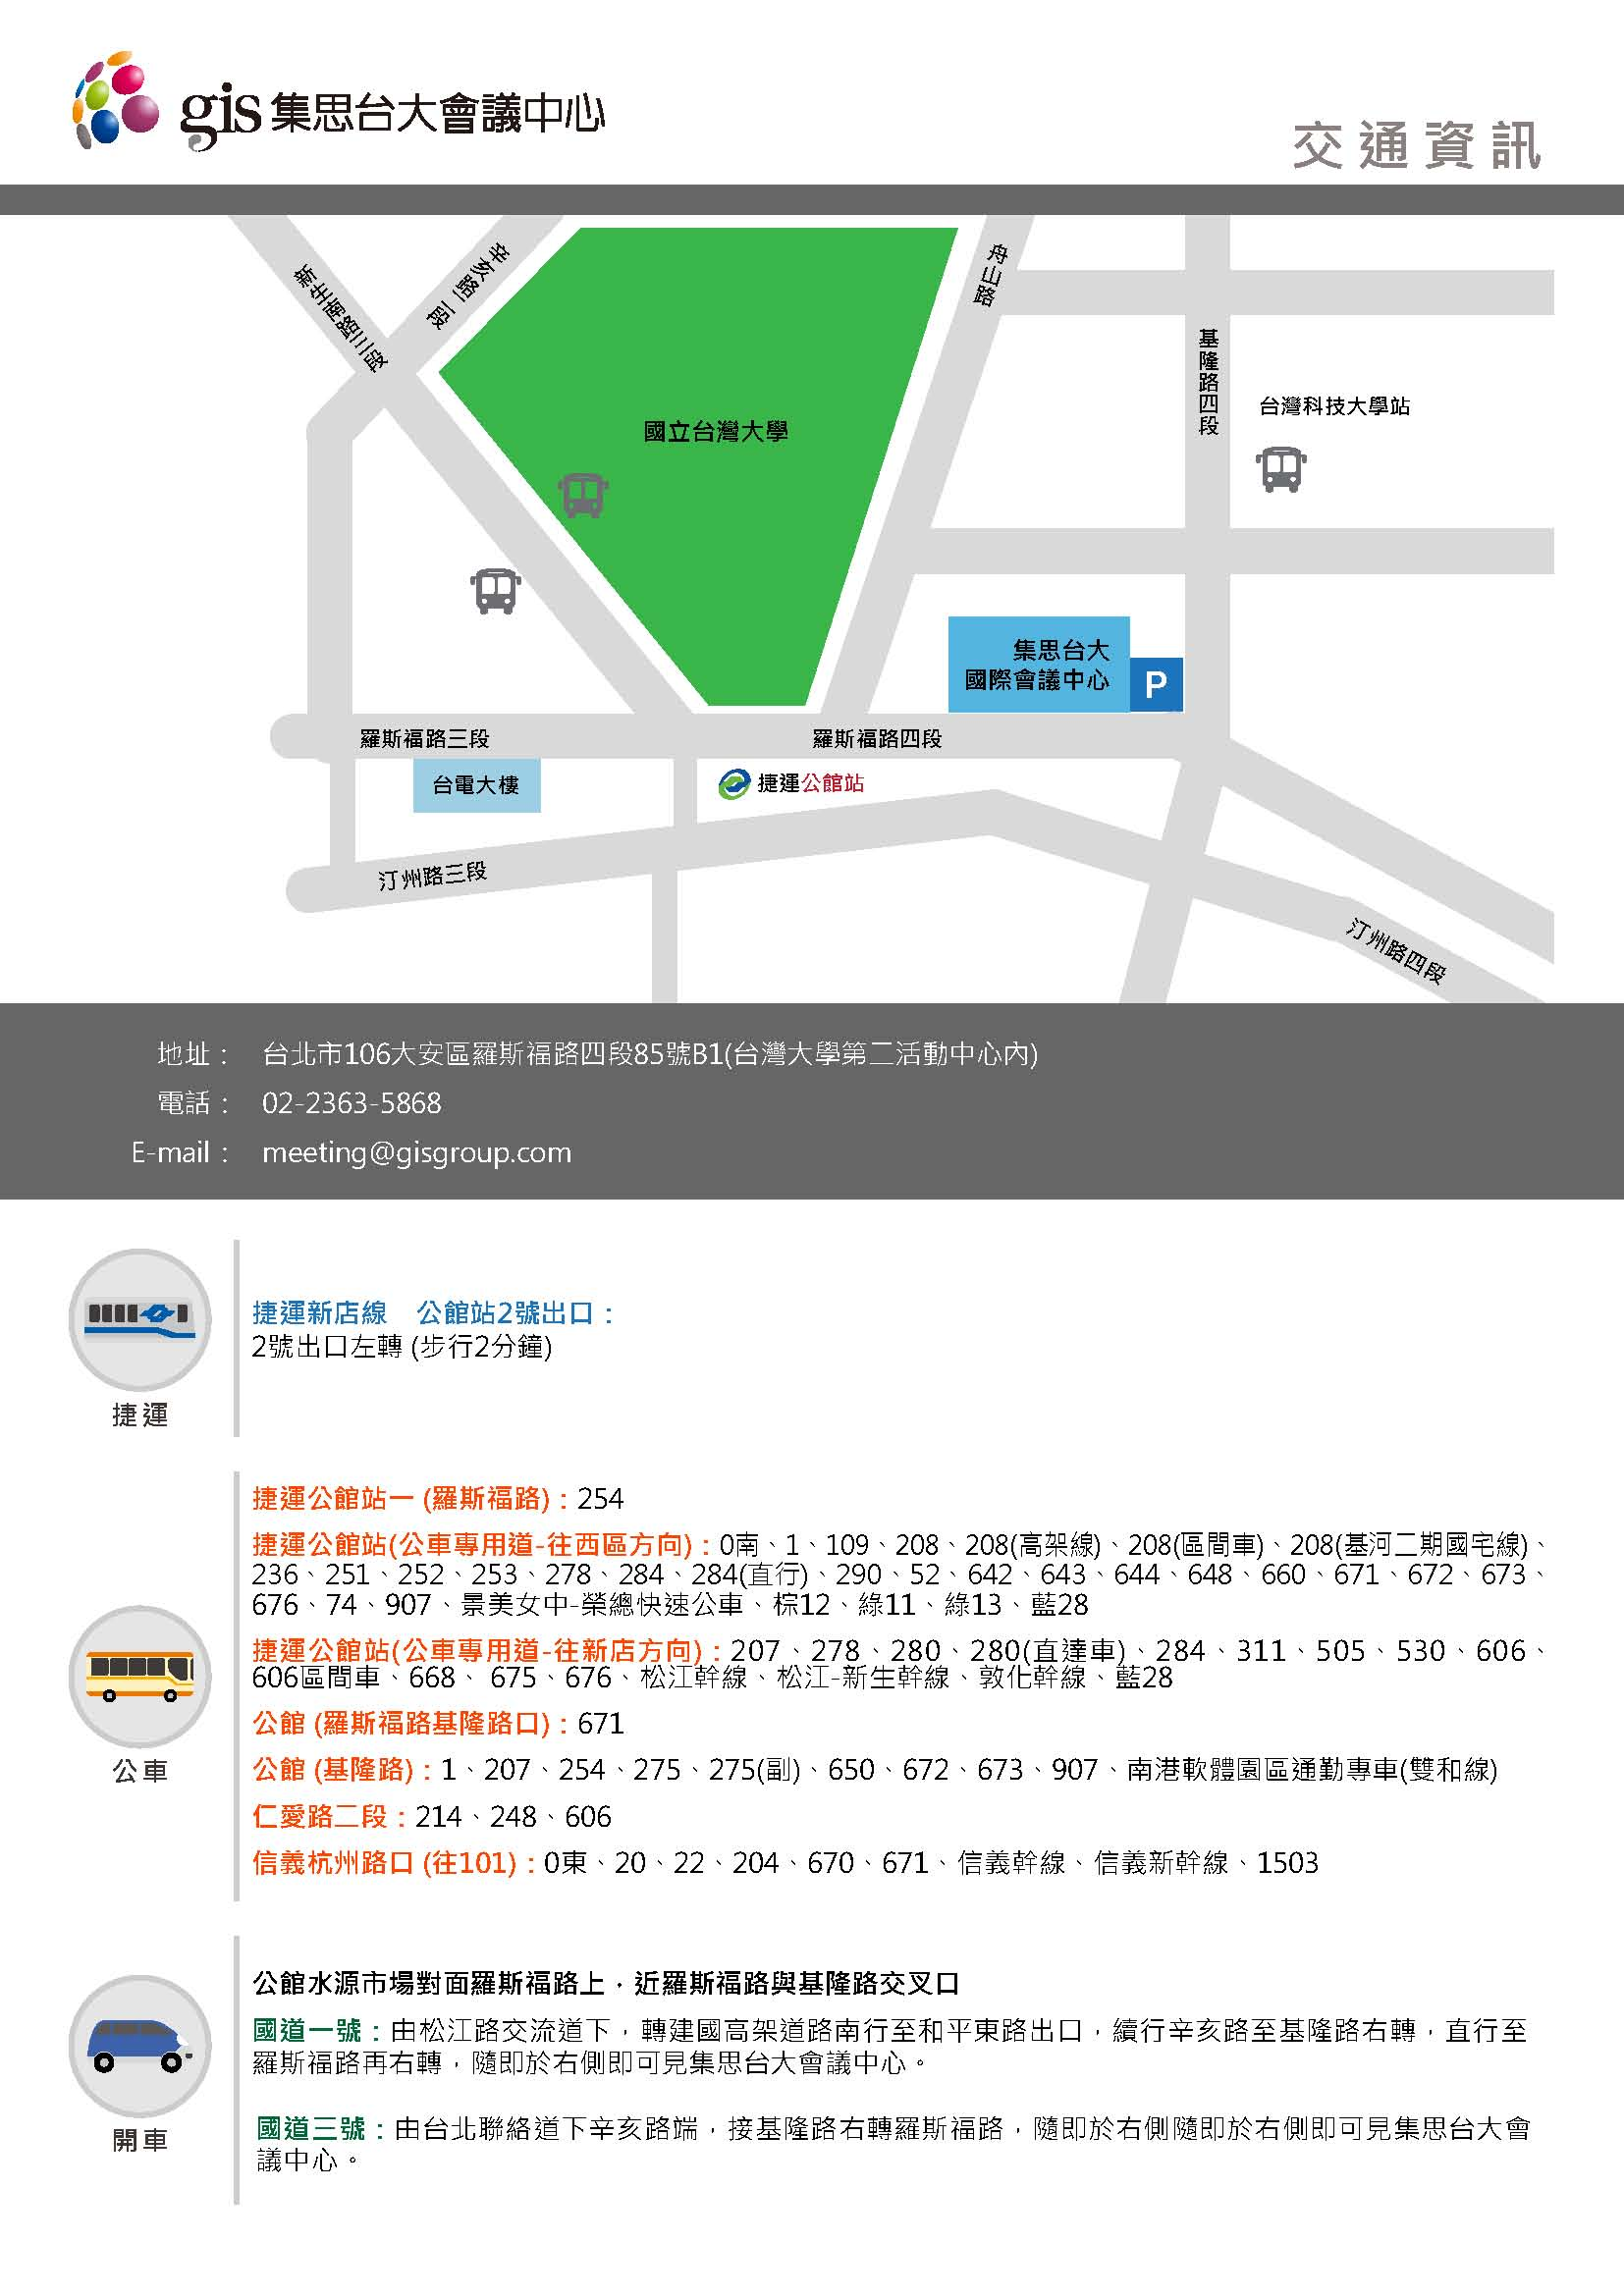 gis 集思台大會議中心
交通資訊
新生南路三段
辛亥路一段
舟山路
基隆路四段
國立台灣大學
台灣科技大學站
集思台大
國際會議中心
P
羅斯福路三段
羅斯福路四段
台電大樓
捷運公館站
汀州路三段
汀州路四段
地址： 台北市106大安區羅斯福路四段85號B1(台灣大學第二活動中心內)
電話： 02-2363-5868
E-mail： meeting@gisgroup.com
捷運新店線　公館站2號出口：
2號出口左轉 (步行2分鐘)
捷運
捷運公館站一 (羅斯福路)：254
捷運公館站(公車專用道-往西區方向)：0南、1、109、208、208(高架線)、208(區間車)、208(基河二期國宅線)、
236、251、252、253、278、284、284(直行)、290、52、642、643、644、648、660、671、672、673、
676、74、907、景美女中-榮總快速公車、棕12、綠11、綠13、藍28
捷運公館站(公車專用道-往新店方向)：207、278、280、280(直達車)、284、311、505、530、606、
606區間車、668、 675、676、松江幹線、松江-新生幹線、敦化幹線、藍28
公館 (羅斯福路基隆路口)：671
公車
公館 (基隆路)：1、207、254、275、275(副)、650、672、673、907、南港軟體園區通勤專車(雙和線)
仁愛路二段：214、248、606
信義杭州路口 (往101)：0東、20、22、204、670、671、信義幹線、信義新幹線、1503
公館水源市場對面羅斯福路上，近羅斯福路與基隆路交叉口
國道一號：由松江路交流道下，轉建國高架道路南行至和平東路出口，續行辛亥路至基隆路右轉，直行至
羅斯福路再右轉，隨即於右側即可見集思台大會議中心。
開車
國道三號：由台北聯絡道下辛亥路端，接基隆路右轉羅斯福路，隨即於右側隨即於右側即可見集思台大會
議中心。